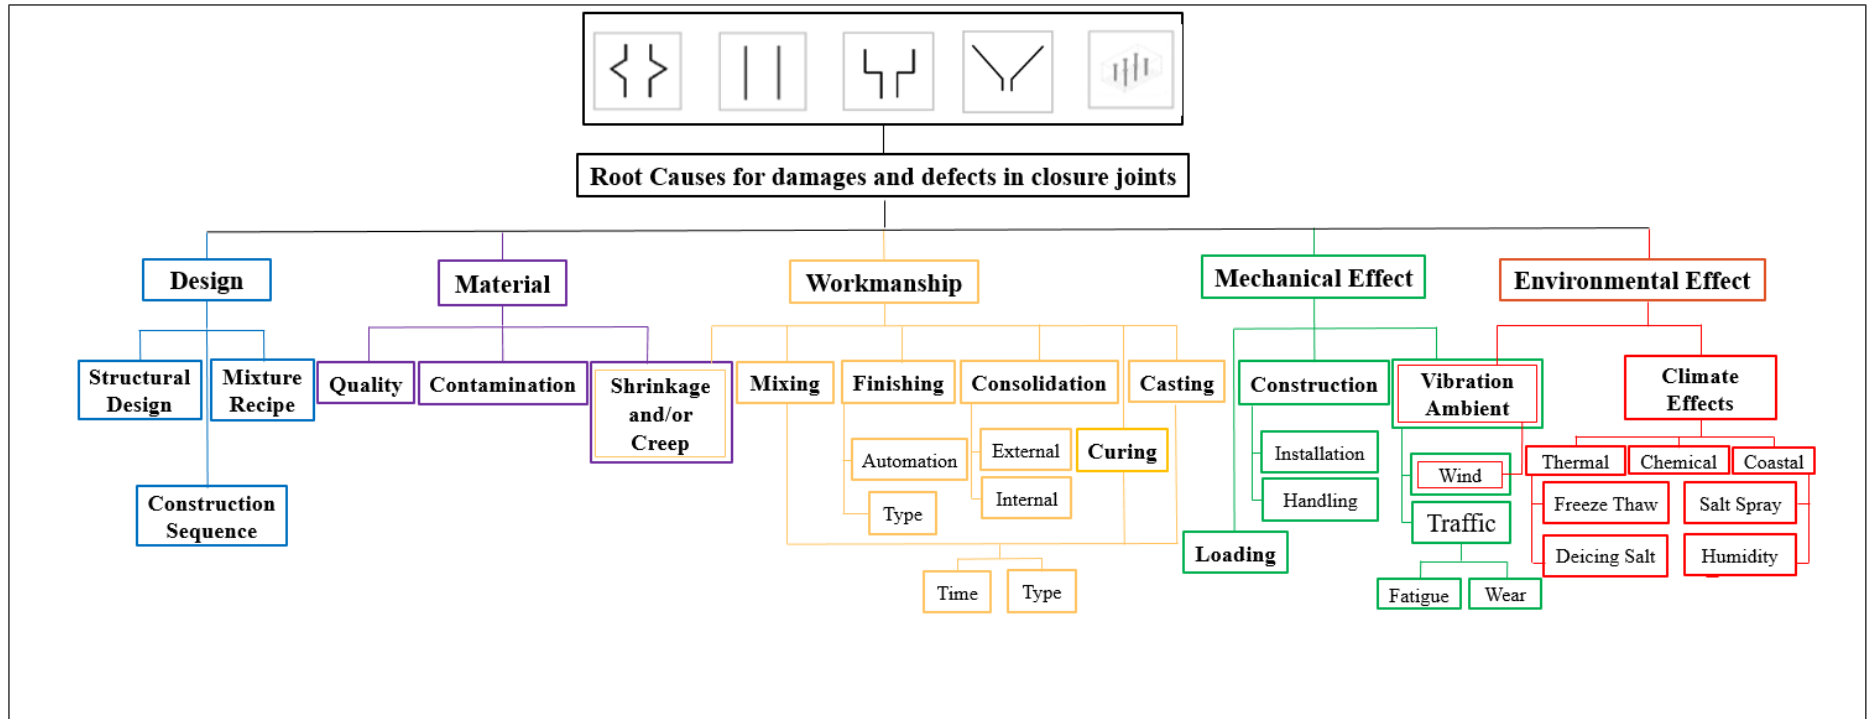 Root Causes for damages and defects in closure joints
Design
Material
Workmanship
Mechanical Effect
Environmental Effect
Structural
Design
Mixture
Recipe
Construction
Sequence
Quality
Contamination
Shrinkage
and/or
Creep
Mixing
Finishing
Consolidation
Casting
Automation
Type
External
Internal
Curing
Time
Type
Construction
Installation
Handling
Loading
Vibration
Ambient
Wind
Traffic
Fatigue
Wear
Climate
Effects
Thermal
Chemical
Coastal
Freeze Thaw
Deicing Salt
Salt Spray
Humidity